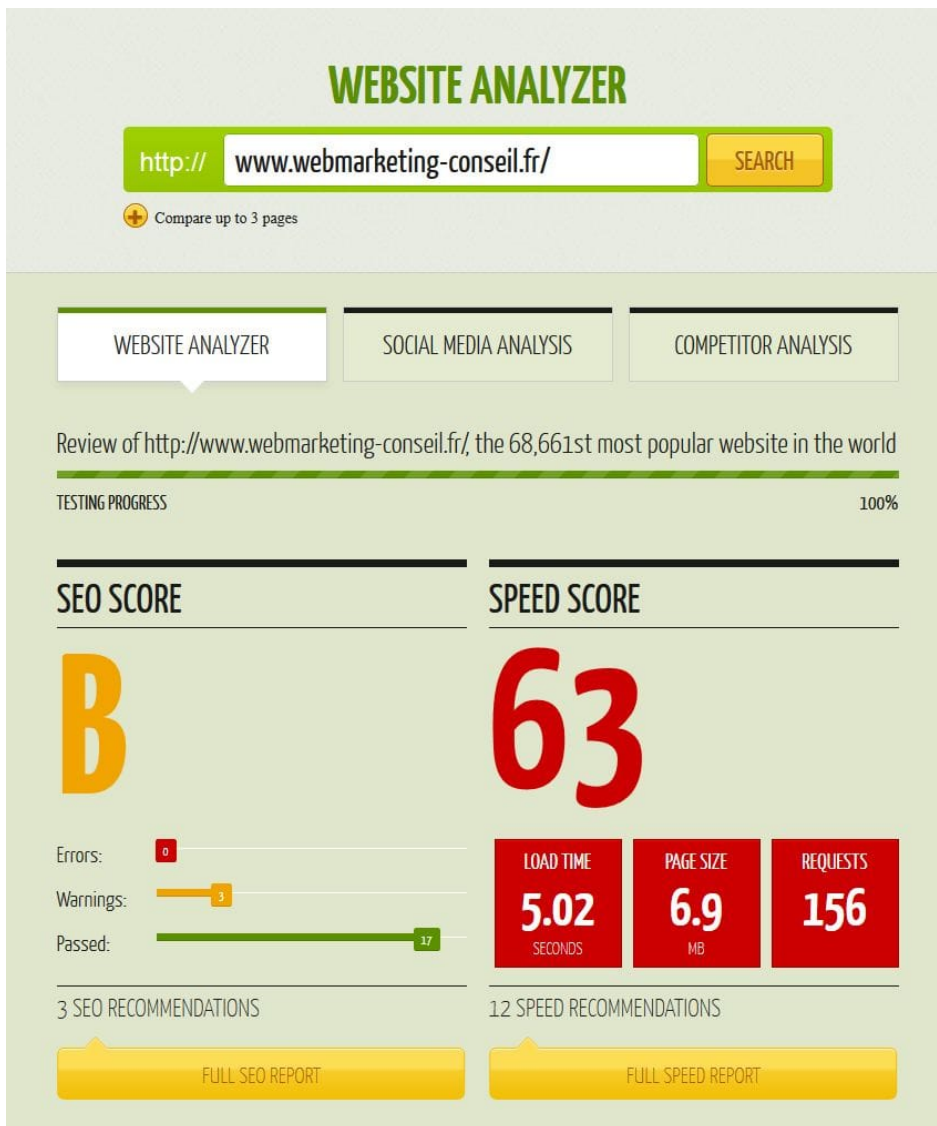 WEBSITE ANALYZER
http:// www.webmarketing-conseil.fr/ SEARCH
Compare up to 3 pages
WEBSITE ANALYZER
SOCIAL MEDIA ANALYSIS
COMPETITOR ANALYSIS
Review of http://www.webmarketing-conseil.fr/, the 68,661st most popular website in the world
TESTING PROGRESS 100%
SEO SCORE
B
Errors: 0
Warnings: 3
Passed: 17
3 SEO RECOMMENDATIONS
FULL SEO REPORT
SPEED SCORE
63
LOAD TIME
5.02
SECONDS
PAGE SIZE
6.9
MB
REQUESTS
156
12 SPEED RECOMMENDATIONS
FULL SPEED REPORT